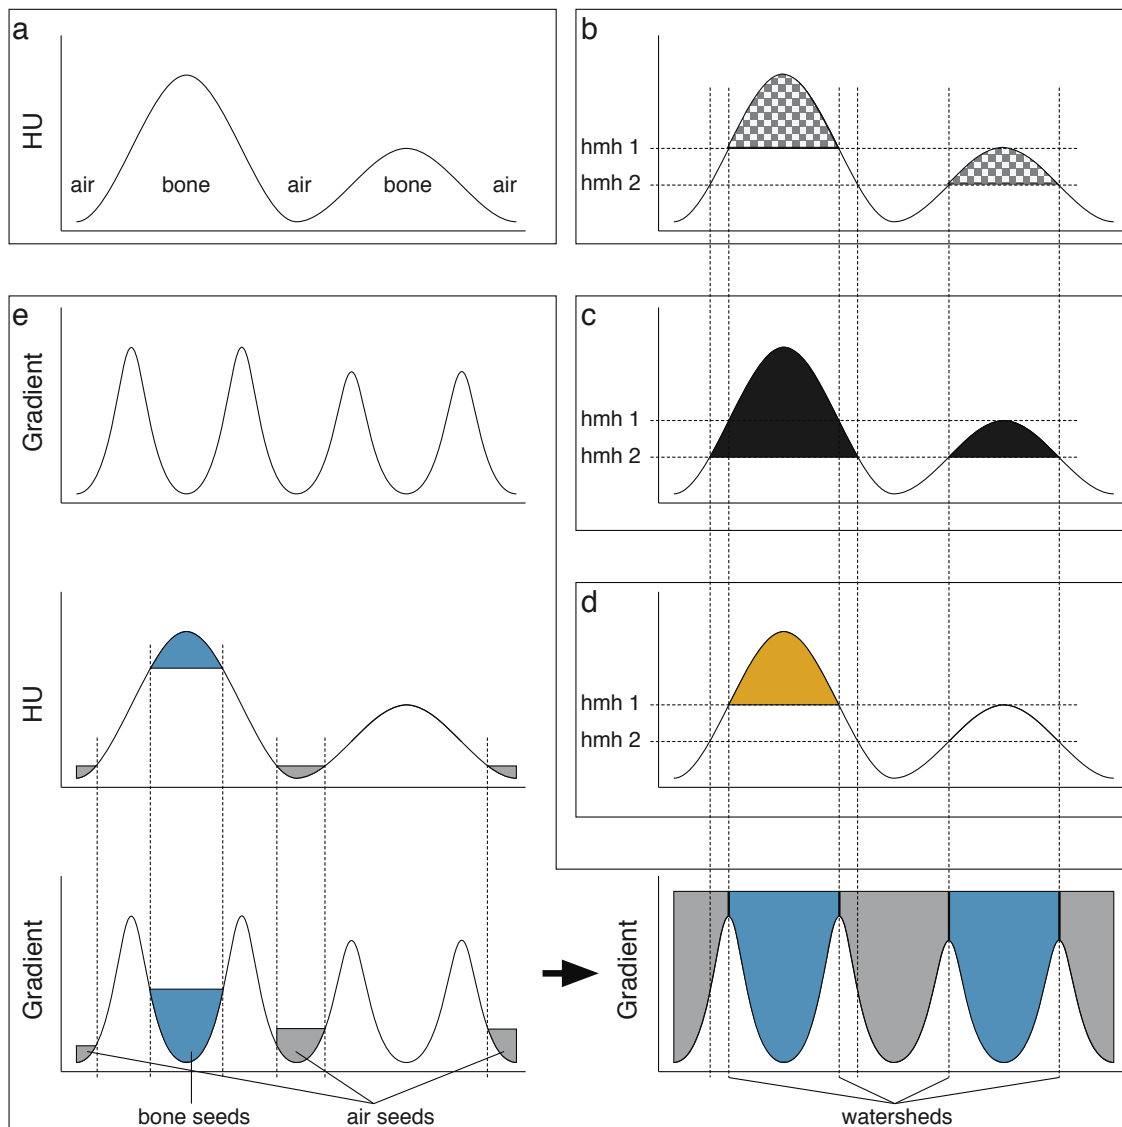 a
HU
air
bone
air
bone
air
b
hmh 1
hmh 2
c
hmh 1
hmh 2
d
hmh 1
hmh 2
e
Gradient
HU
Gradient
bone seeds
air seeds
Gradient
watersheds